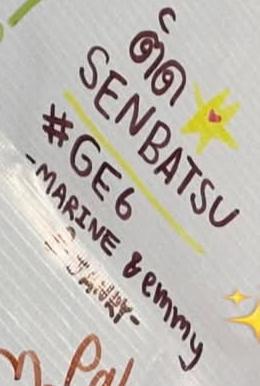 ติด
SENBATSU
#GE6
-MARINE & emmy